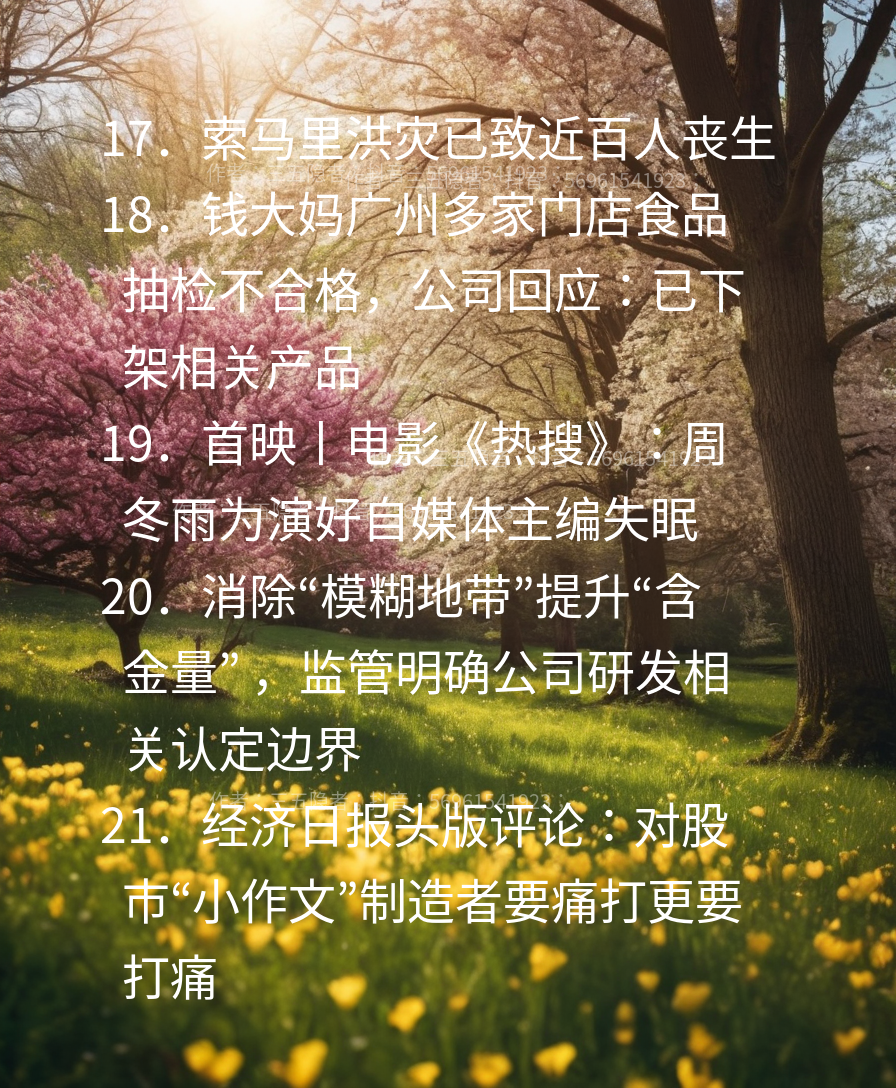 17．索马里洪灾已致近百人丧生
18．钱大妈广州多家门店食品
抽检不合格，公司回应：已下
架相关产品
19．首映丨电影《热搜》：周
冬雨为演好自媒体主编失眠
20．消除“模糊地带”提升“含
金量”，监管明确公司研发相
关认定边界
21．经济日报头版评论：对股
市“小作文”制造者要痛打更要
打痛